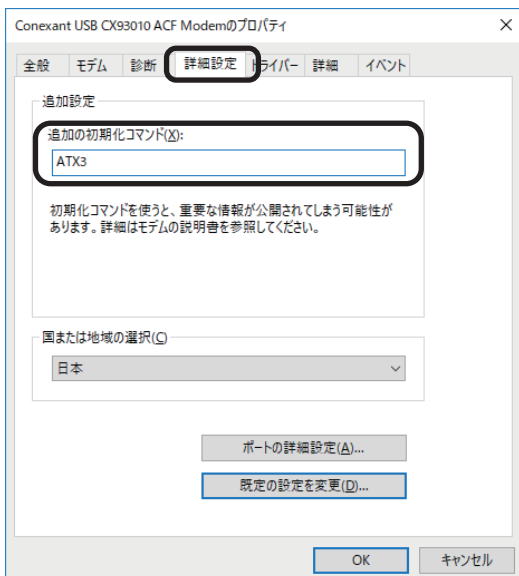 Conexant USB CX93010 ACF Modemのプロパティ
全般 モデム 診断 詳細設定 ドライバー 詳細 イベント
追加設定
追加の初期化コマンド(X):
ATX3
初期化コマンドを使うと、重要な情報が公開されてしまう可能性が
あります。詳細はモデムの説明書を参照してください。
国または地域の選択(C)
日本
ポートの詳細設定(A)...
既定の設定を変更(D)...
OK キャンセル